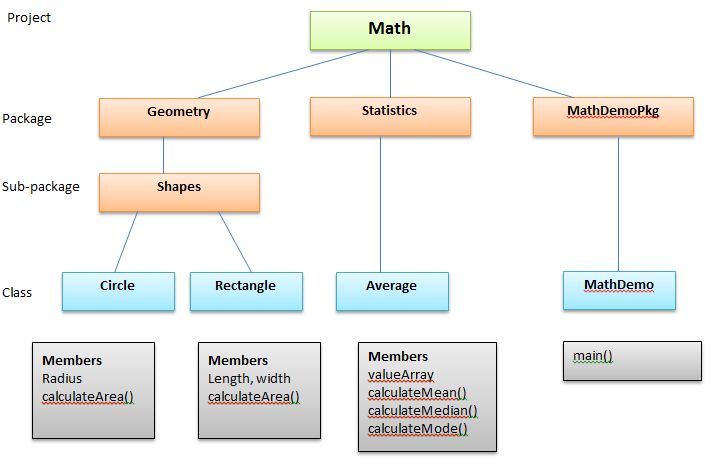 Project
Math
Package
Geometry
Statistics
MathDemoPkg
Sub-package
Shapes
Class
Circle
Rectangle
Average
MathDemo
Members
Radius
calculateArea()
Members
Length, width
calculateArea()
Members
valueArray
calculateMean()
calculateMedian()
calculateMode()
main()